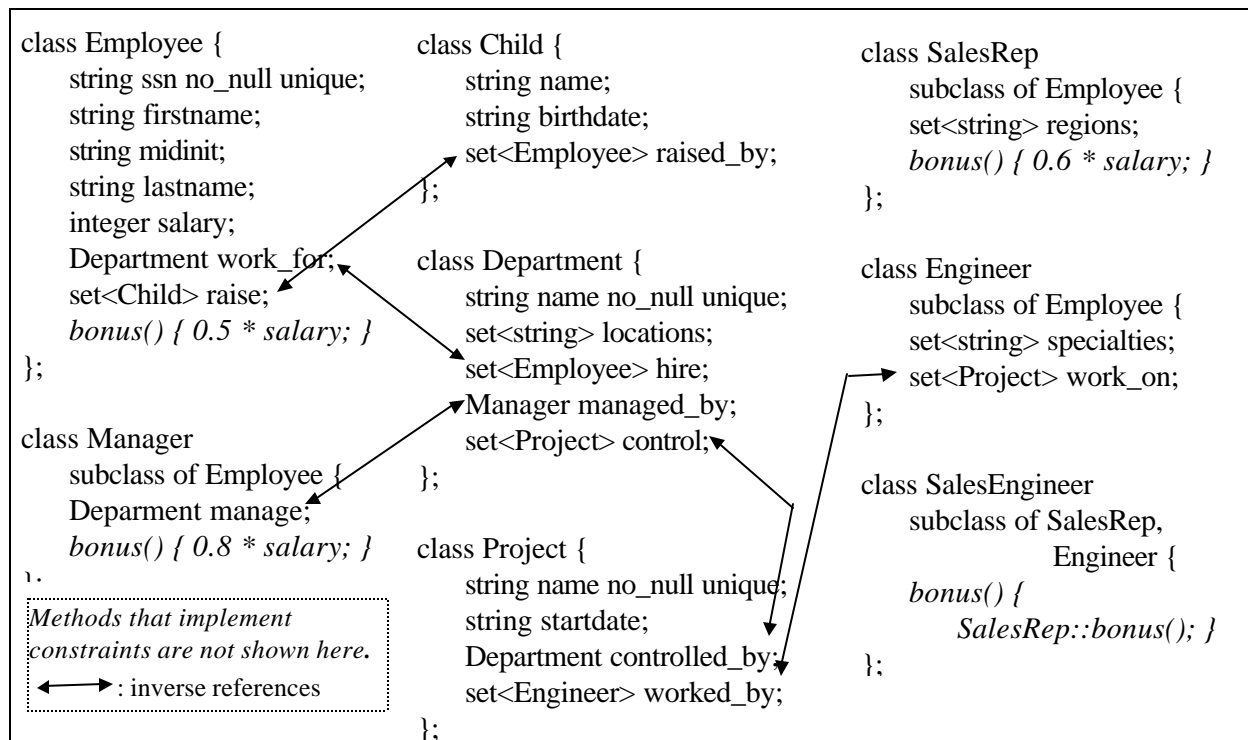 class Employee {
string ssn no_null unique;
string firstname;
string midinit;
string lastname;
integer salary;
Department work_for;
set<Child> raise;
bonus() { 0.5 * salary; }
};
class Manager
subclass of Employee {
Deparment manage;
bonus() { 0.8 * salary; }
};
Methods that implement
constraints are not shown here.
: inverse references
class Child {
string name;
string birthdate;
set<Employee> raised_by;
};
class Department {
string name no_null unique;
set<string> locations;
set<Employee> hire;
Manager managed_by;
set<Project> control;
};
class Project {
string name no_null unique;
string startdate;
Department controlled_by;
set<Engineer> worked_by;
};
class SalesRep
subclass of Employee {
set<string> regions;
bonus() { 0.6 * salary; }
};
class Engineer
subclass of Employee {
set<string> specialties;
set<Project> work_on;
};
class SalesEngineer
subclass of SalesRep,
Engineer {
bonus() {
SalesRep::bonus(); }
};